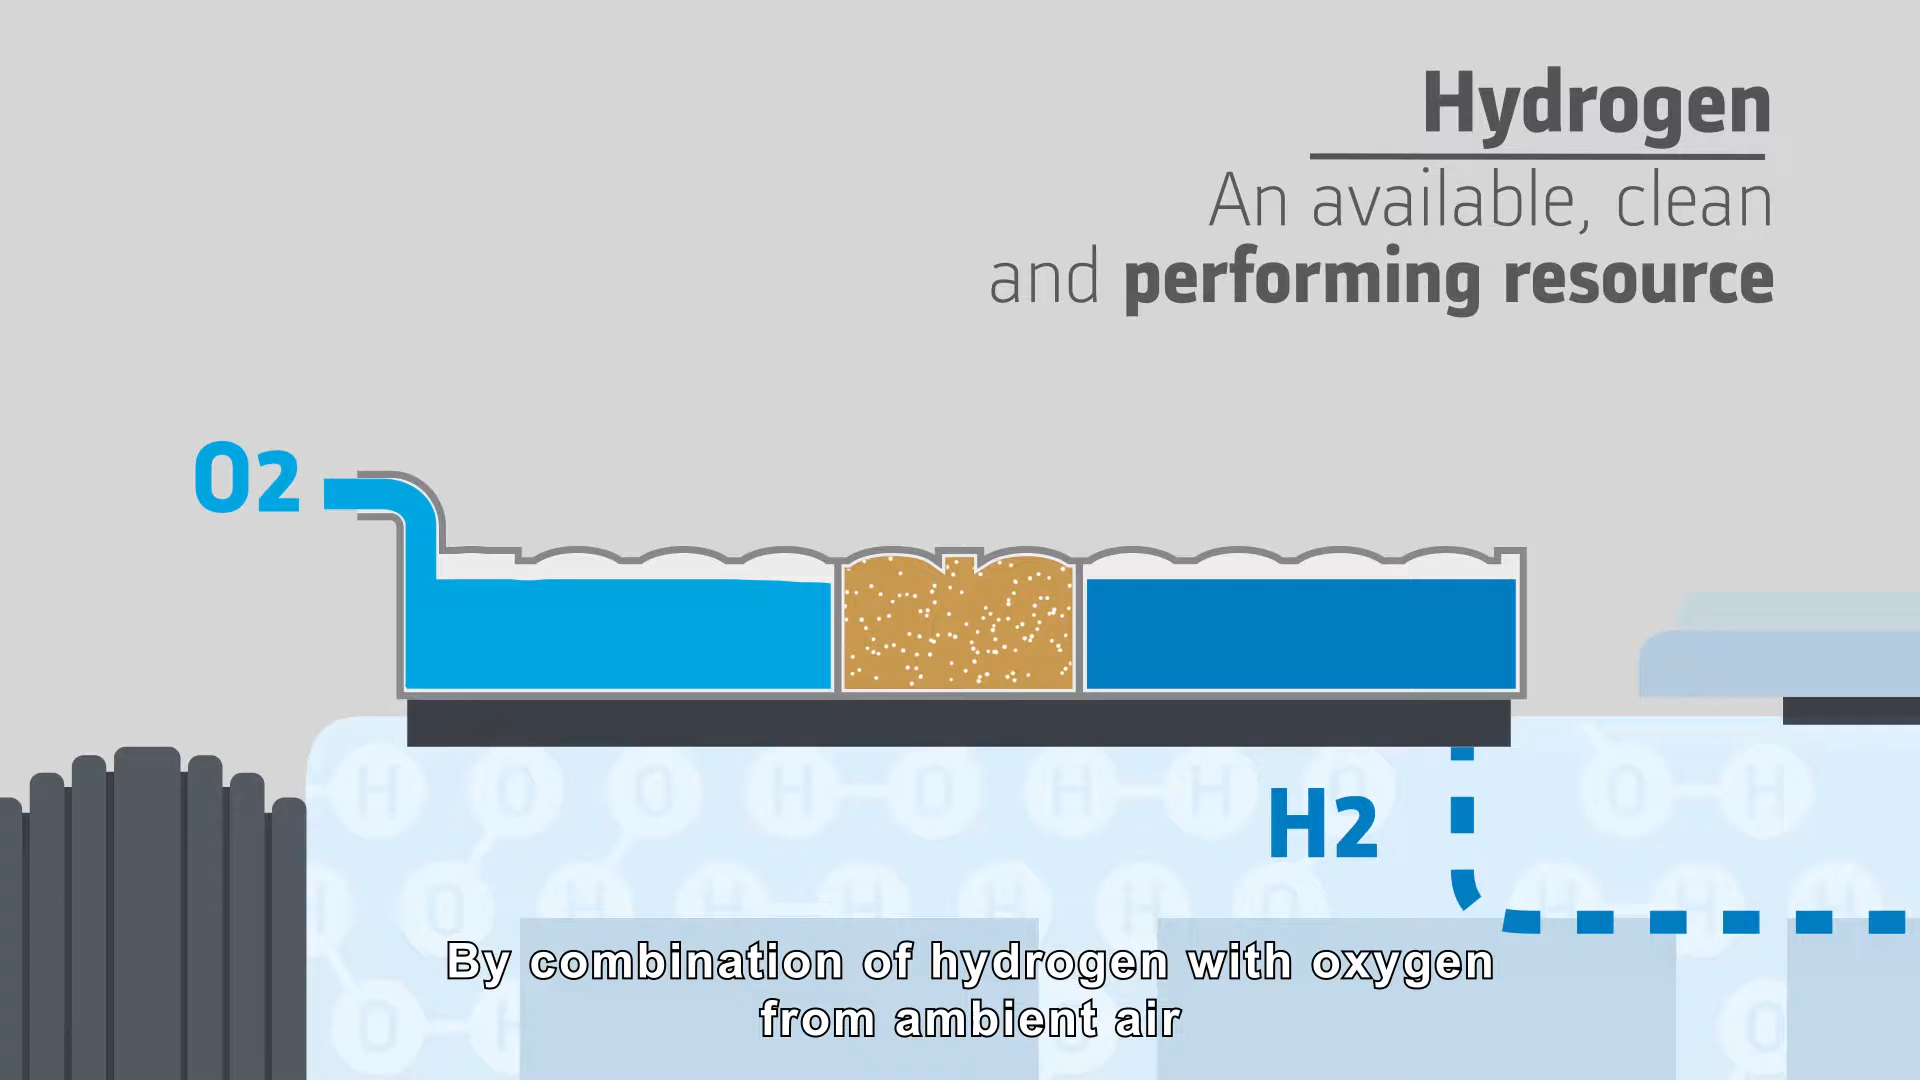 Hydrogen
An available, clean
and performing resource
O2
H2
H O O H O H H O O H
H O H H H H O H H H
O H O
By combination of hydrogen with oxygen
from ambient air